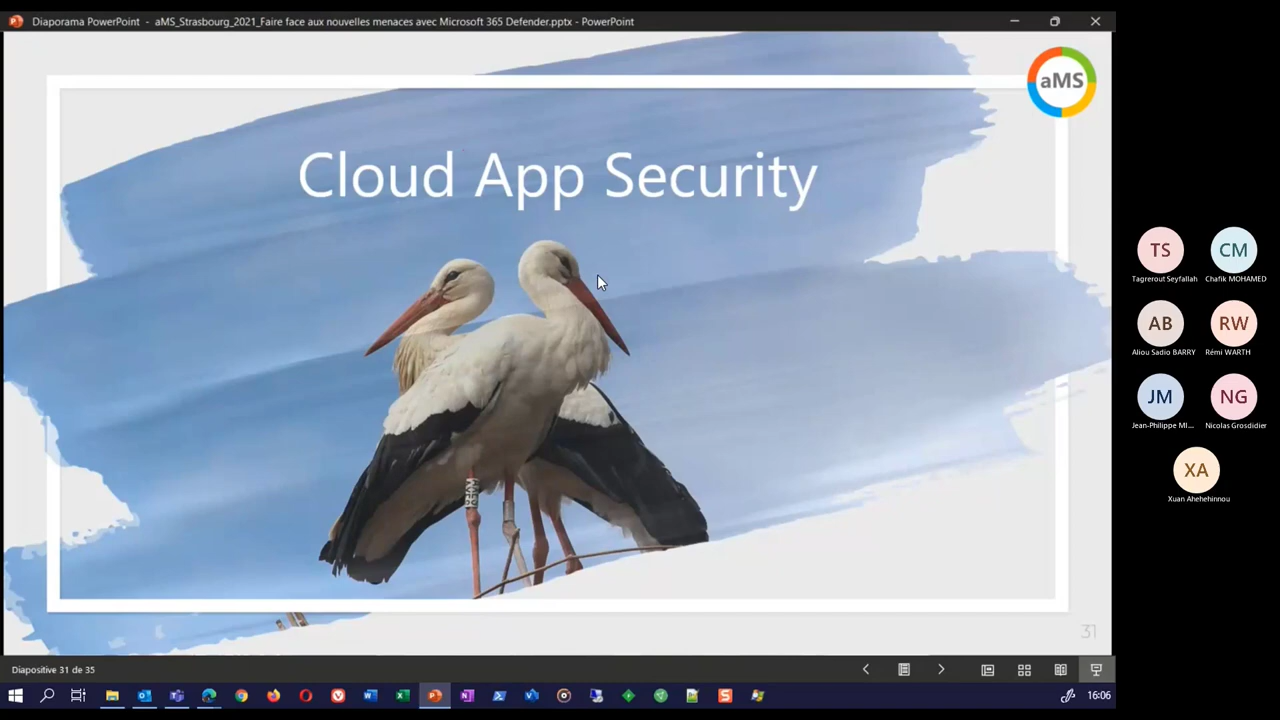 Diaporama PowerPoint - aMS_Strasbourg_2021_Faire face aux nouvelles menaces avec Microsoft 365 Defender.pptx - PowerPoint
aMS
Cloud App Security
31
TS
CM
Tagrerout Seyfallah
Chafik MOHAMED
AB
RW
Aliou Sadio BARRY
Rémi WARTH
JM
NG
Jean-Philippe MI...
Nicolas Grosdidier
XA
Xuan Ahehehinnou
Diapositive 31 de 35
16:06